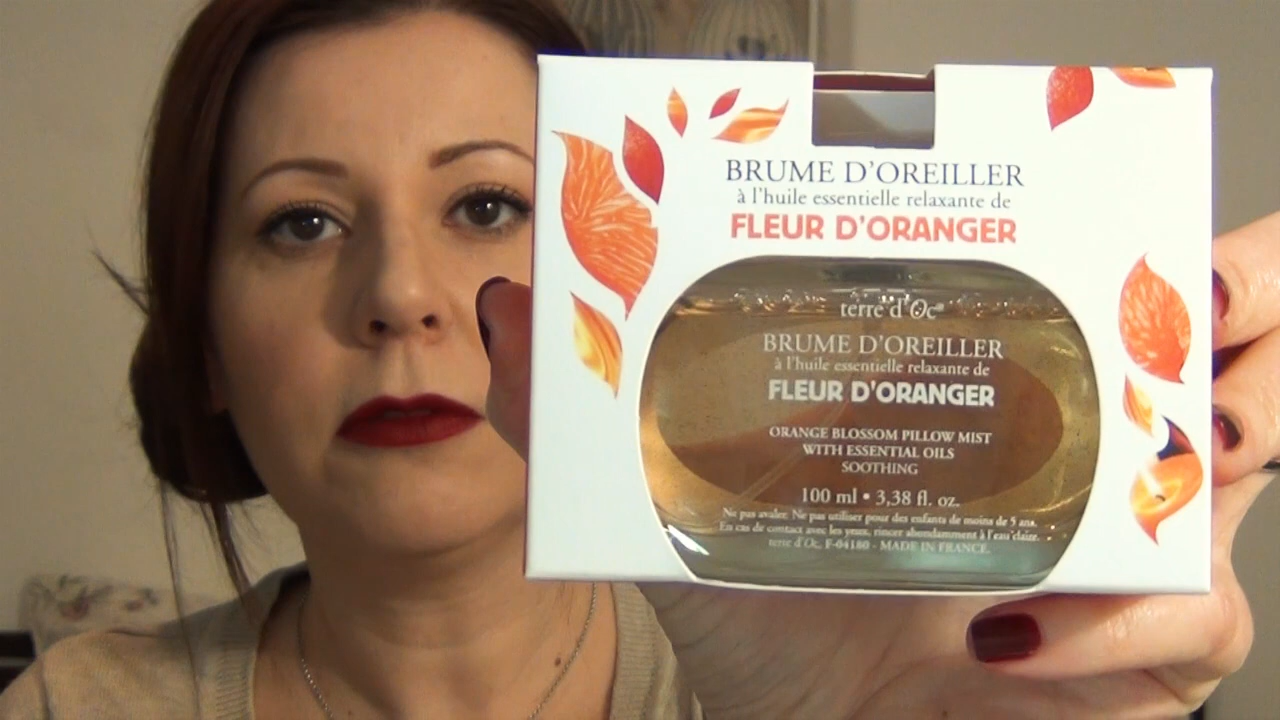 BRUME D'OREILLER
à l'huile essentielle relaxante de
FLEUR D'ORANGER
terre d'Oc
BRUME D'OREILLER
à l'huile essentielle relaxante de
FLEUR D'ORANGER
ORANGE BLOSSOM PILLOW MIST
WITH ESSENTIAL OILS
SOOTHING
100 ml • 3,38 fl. oz.
Ne pas avaler. Ne pas utiliser pour des enfants de moins de 5 ans.
En cas de contact avec les yeux, rincer abondamment à l'eau claire.
terre d'Oc, F-04180 - MADE IN FRANCE.